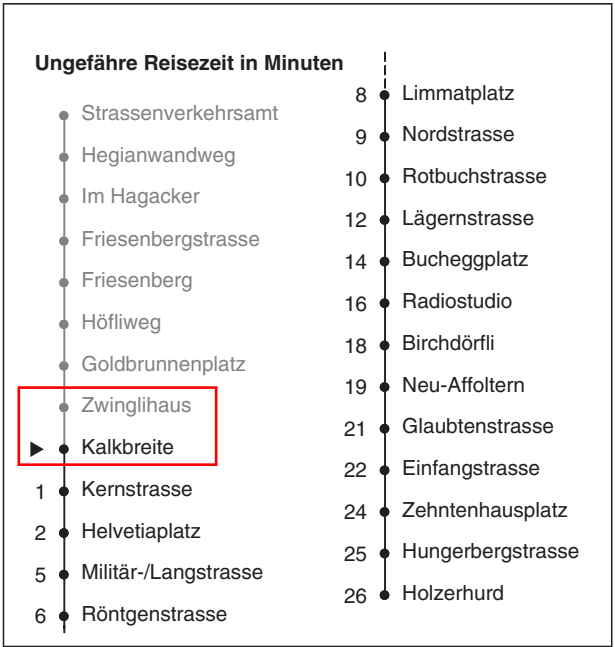 Ungefähre Reisezeit in Minuten
Strassenverkehrsamt
Hegianwandweg
Im Hagacker
Friesenbergstrasse
Friesenberg
Höfliweg
Goldbrunnenplatz
Zwinglihaus
Kalkbreite
1 Kernstrasse
2 Helvetiaplatz
5 Militär-/Langstrasse
6 Röntgenstrasse
8 Limmatplatz
9 Nordstrasse
10 Rotbuchstrasse
12 Lägernstrasse
14 Bucheggplatz
16 Radiostudio
18 Birchdörfli
19 Neu-Affoltern
21 Glaubtenstrasse
22 Einfangstrasse
24 Zehntenhausplatz
25 Hungerbergstrasse
26 Holzerhurd